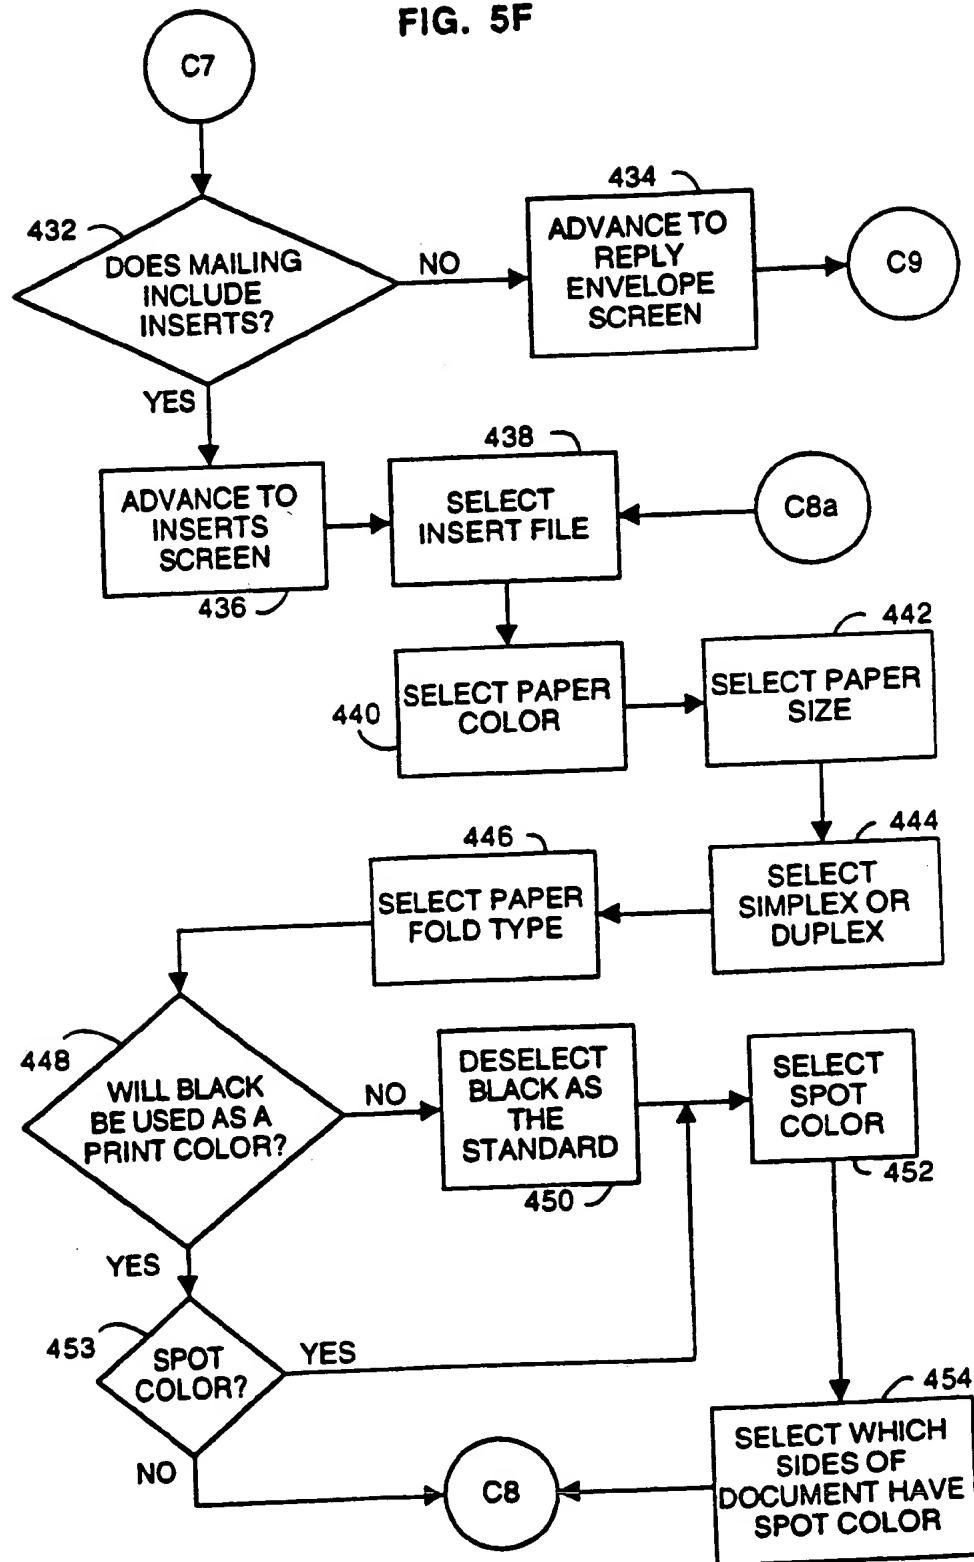 FIG. 5F
C7
432
DOES MAILING
INCLUDE
INSERTS?
NO
434
ADVANCE TO
REPLY
ENVELOPE
SCREEN
C9
YES
ADVANCE TO
INSERTS
SCREEN
436
438
SELECT
INSERT FILE
C8a
440
SELECT PAPER
COLOR
442
SELECT PAPER
SIZE
444
SELECT
SIMPLEX OR
DUPLEX
446
SELECT PAPER
FOLD TYPE
448
WILL BLACK
BE USED AS A
PRINT COLOR?
NO
DESELECT
BLACK AS
THE
STANDARD
450
SELECT
SPOT
COLOR
452
YES
453
SPOT
COLOR?
YES
NO
C8
454
SELECT WHICH
SIDES OF
DOCUMENT HAVE
SPOT COLOR